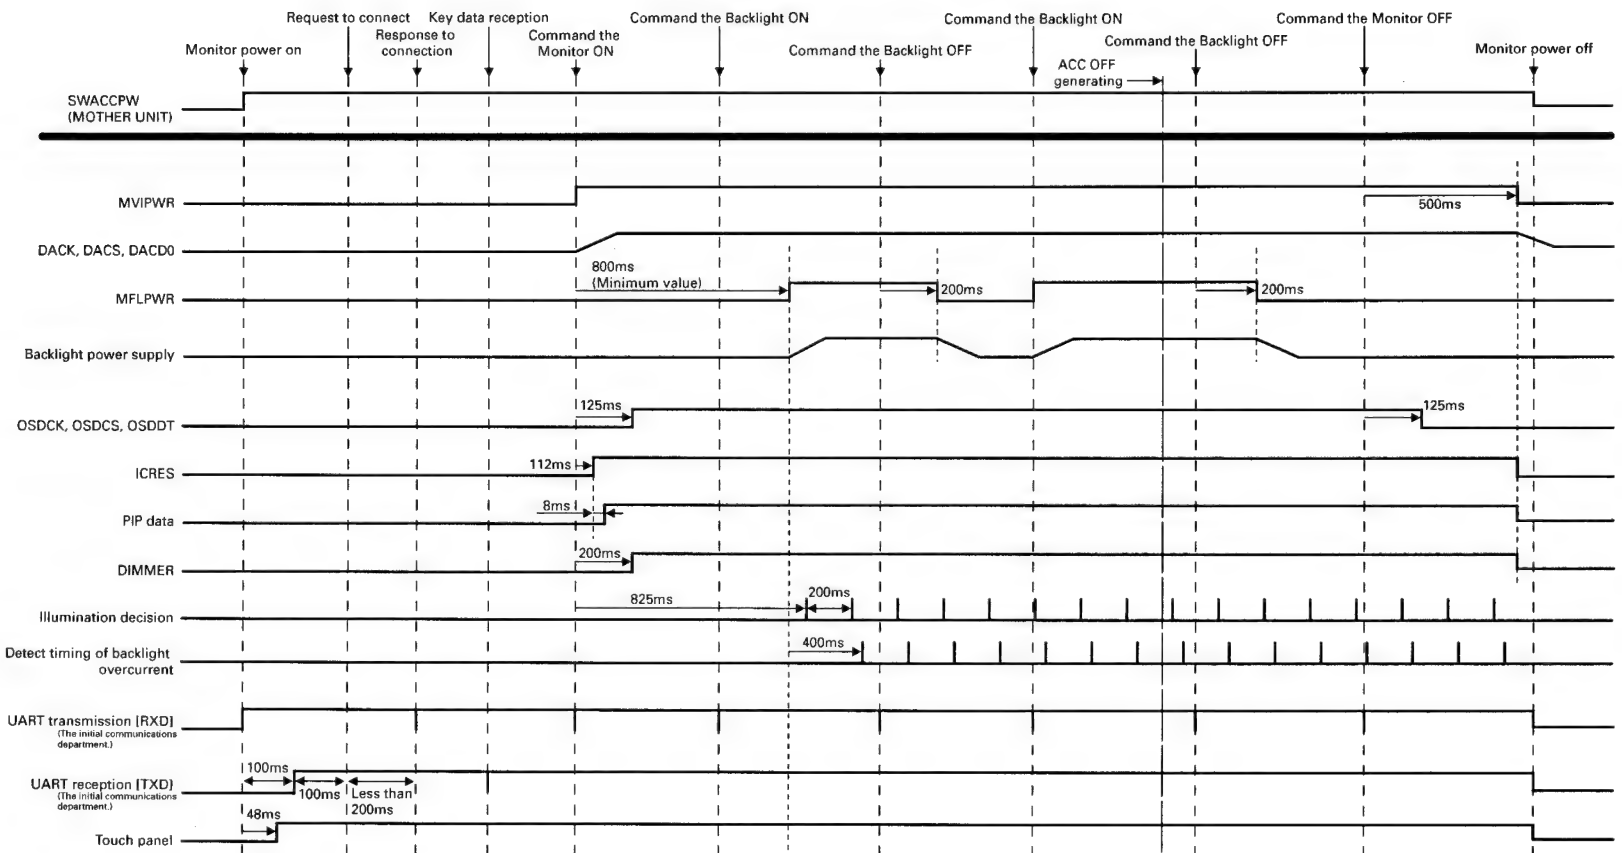 Request to connect
Key data reception
Command the Backlight ON
Command the Backlight ON
Command the Monitor OFF
Response to
connection
Command the
Monitor ON
Monitor power on
Command the Backlight OFF
Command the Backlight OFF
Monitor power off
ACC OFF
generating
SWACCPW
(MOTHER UNIT)
MVIPWR
500ms
DACK, DACS, DACD0
800ms
(Minimum value)
MFLPWR
200ms
200ms
Backlight power supply
125ms
125ms
OSDCK, OSDCS, OSDDT
112ms
ICRES
8ms
PIP data
200ms
DIMMER
825ms
200ms
Illumination decision
400ms
Detect timing of backlight
overcurrent
UART transmission [RXD]
(The initial communications
department.)
100ms
UART reception [TXD]
(The initial communications
department.)
100ms
Less than
200ms
48ms
Touch panel